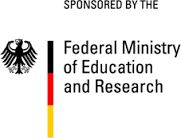 SPONSORED BY THE
Federal Ministry
of Education
and Research